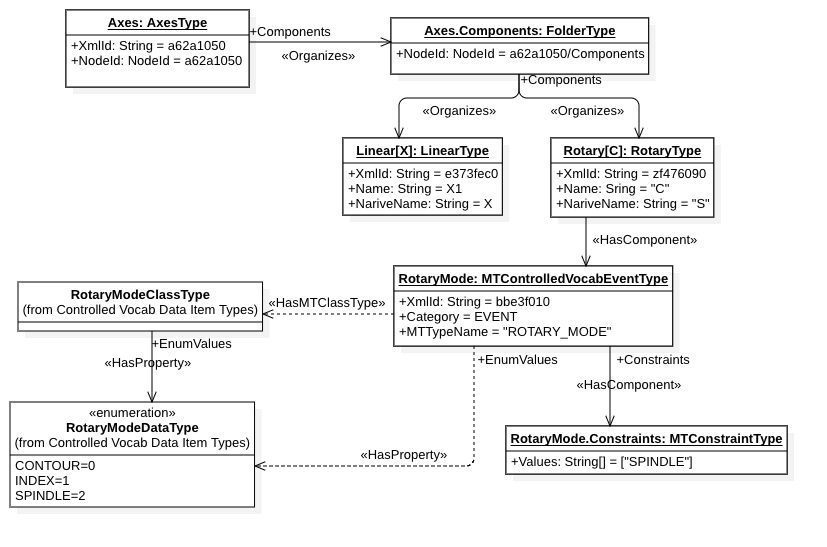 Axes: AxesType
+XmlId: String = a62a1050
+NodeId: NodeId = a62a1050
+Components
«Organizes»
Axes.Components: FolderType
+NodeId: NodeId = a62a1050/Components
+Components
«Organizes»
«Organizes»
Linear[X]: LinearType
+XmlId: String = e373fec0
+Name: String = X1
+NariveName: String = X
Rotary[C]: RotaryType
+XmlId: String = zf476090
+Name: Sring = "C"
+NariveName: String = "S"
«HasComponent»
RotaryMode: MTControlledVocabEventType
+XmlId: String = bbe3f010
+Category = EVENT
+MTTypeName = "ROTARY_MODE"
«HasMTClassType»
RotaryModeClassType
(from Controlled Vocab Data Item Types)
+EnumValues
«HasProperty»
+EnumValues
«HasProperty»
+Constraints
«HasComponent»
«enumeration»
RotaryModeDataType
(from Controlled Vocab Data Item Types)
CONTOUR=0
INDEX=1
SPINDLE=2
RotaryMode.Constraints: MTConstraintType
+Values: String[] = ["SPINDLE"]